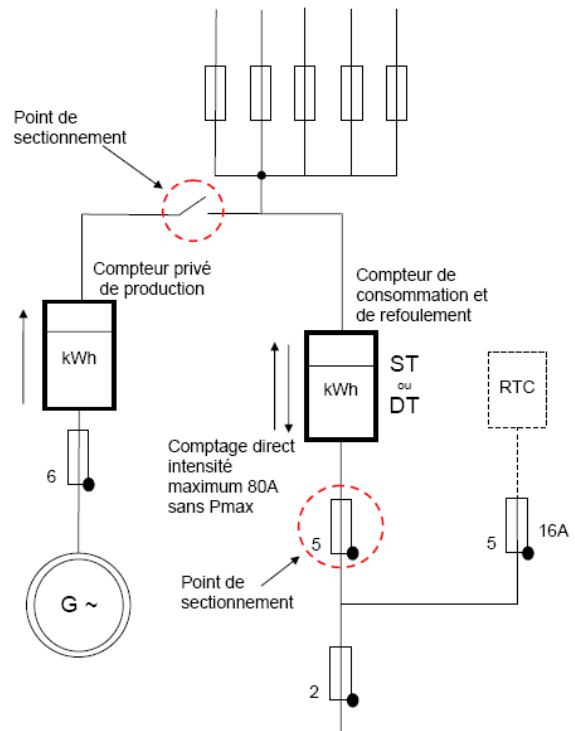 Point de
sectionnement
Compteur privé
de production
Compteur de
consommation et
de refoulement
kWh
kWh
ST
ou
DT
RTC
Comptage direct
intensité
maximum 80A
sans Pmax
6
5
5
16A
Point de
sectionnement
G ~
2